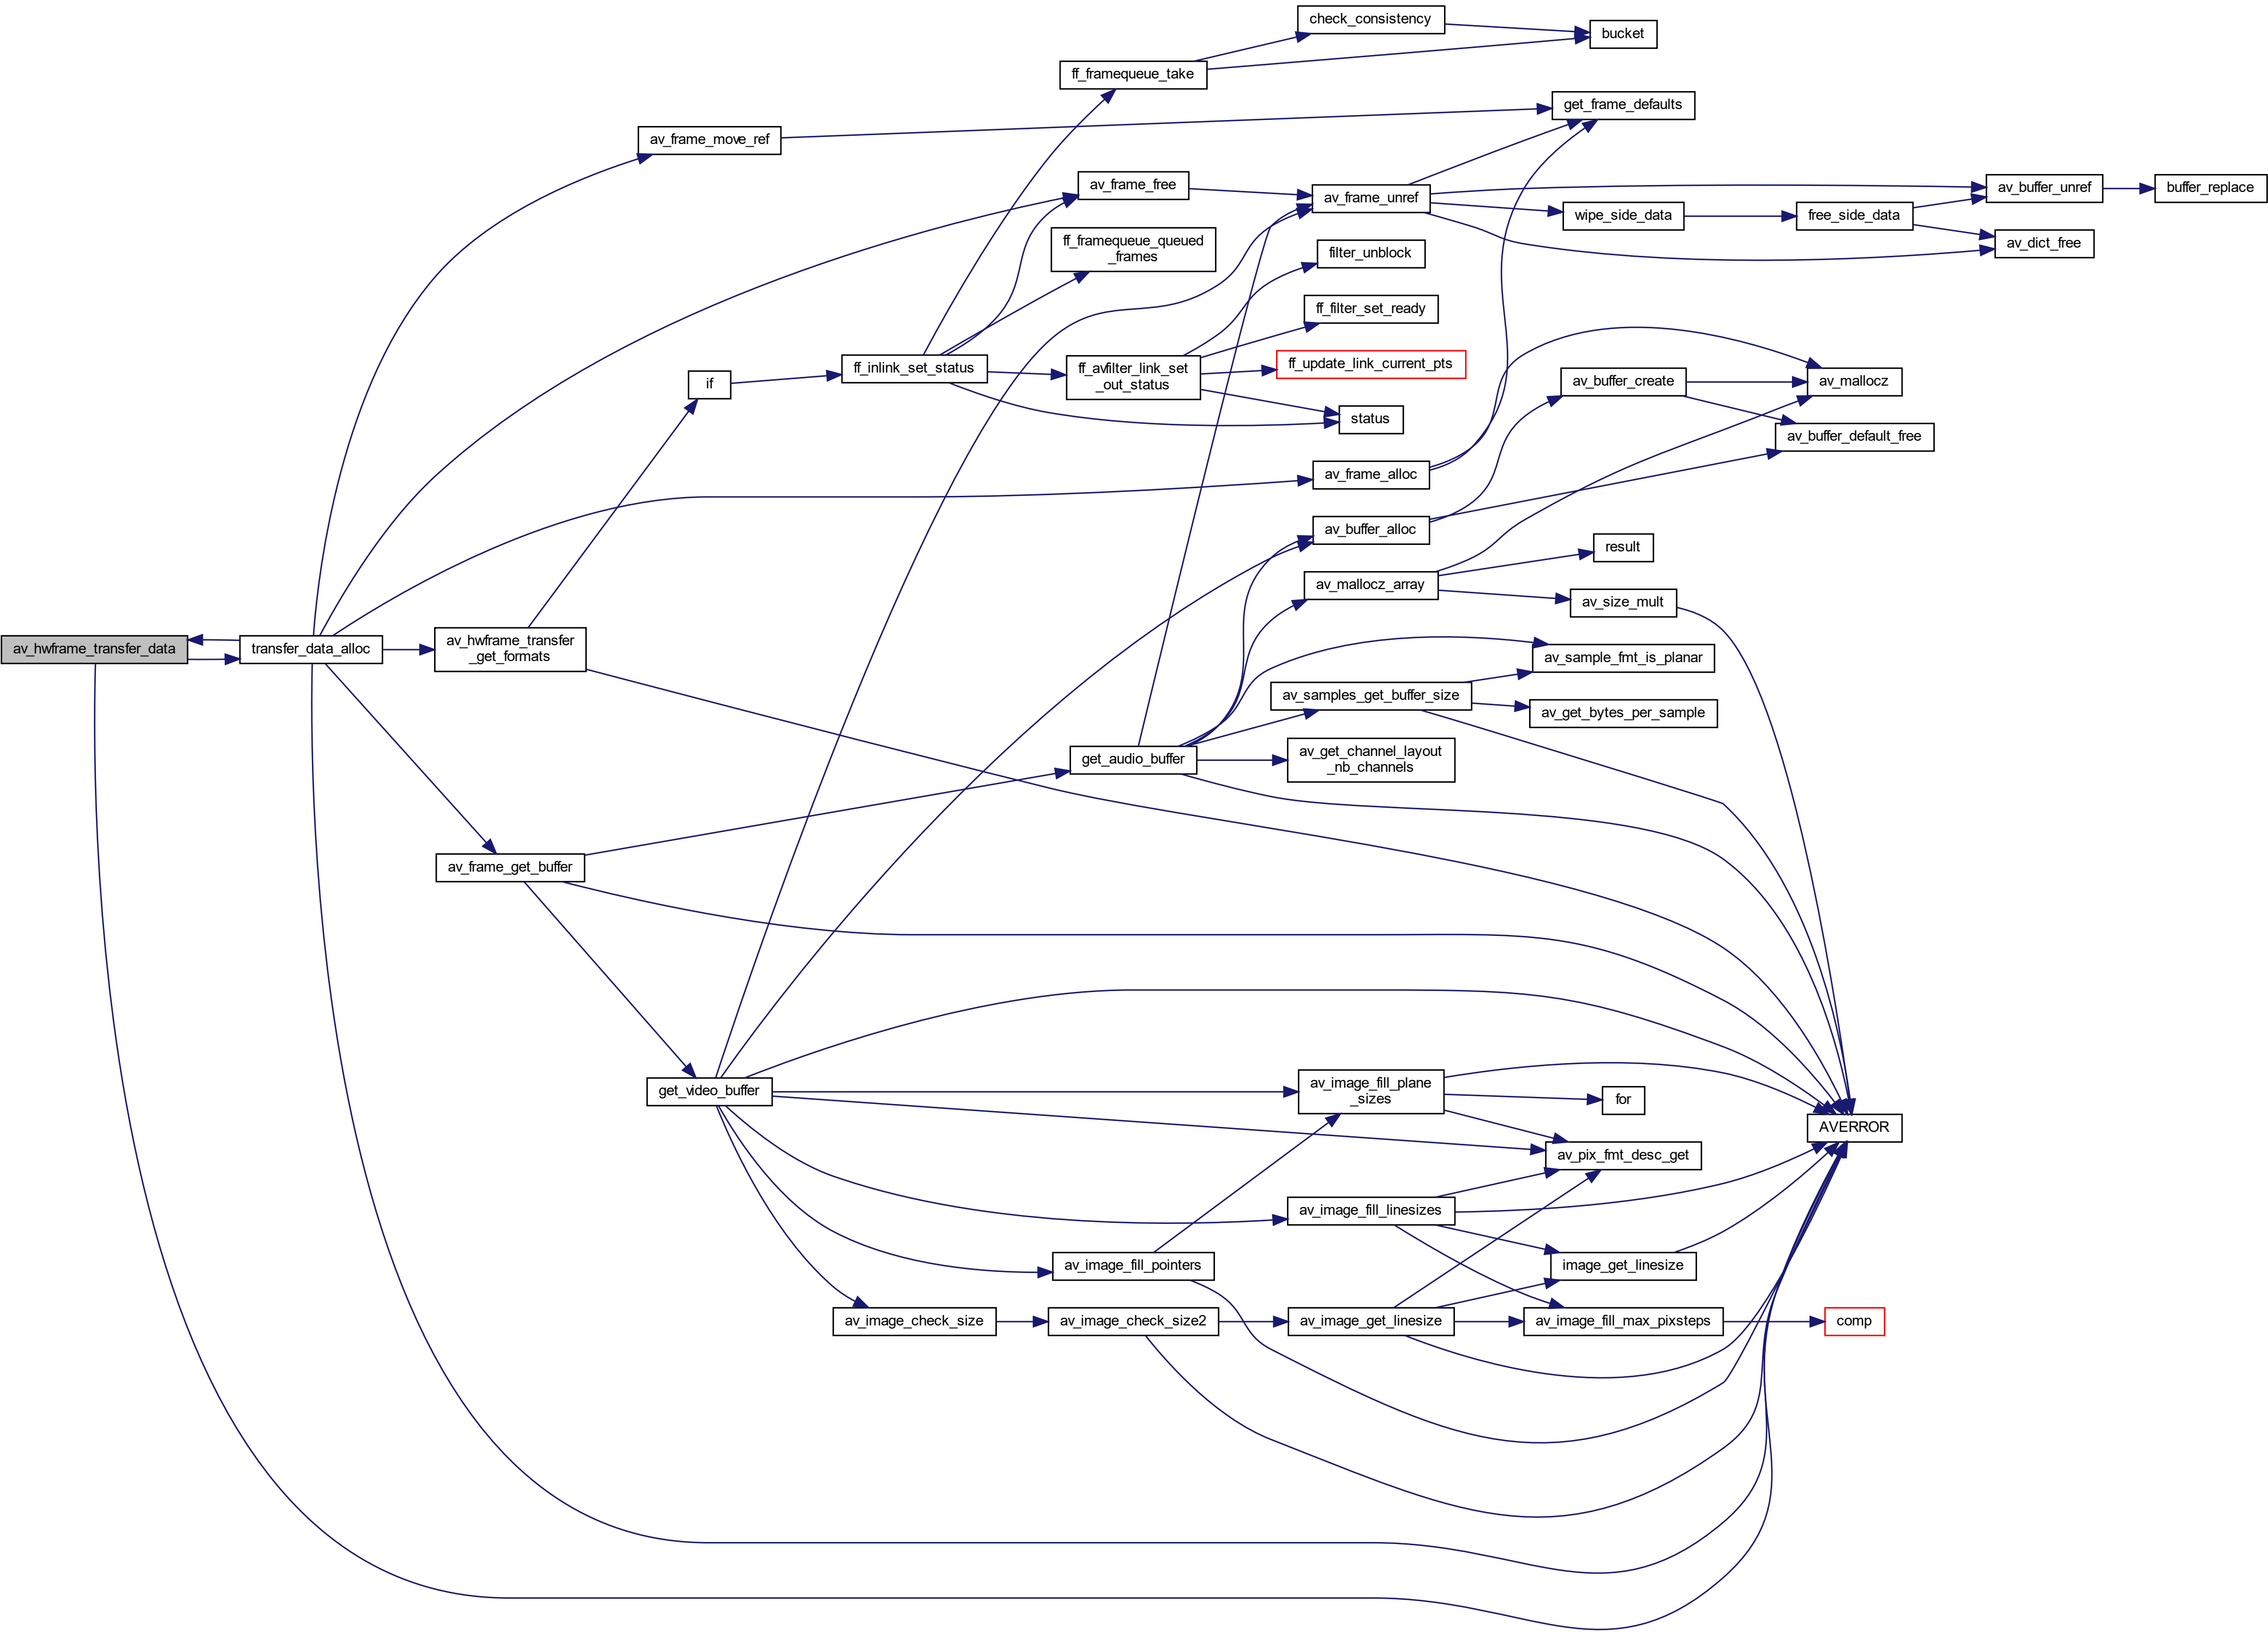 check_consistency
bucket
ff_framequeue_take
get_frame_defaults
av_frame_move_ref
av_frame_free
av_frame_unref
av_buffer_unref
buffer_replace
wipe_side_data
free_side_data
av_dict_free
ff_framequeue_queued
_frames
filter_unblock
ff_filter_set_ready
ff_inlink_set_status
ff_avfilter_link_set
_out_status
ff_update_link_current_pts
if
av_buffer_create
av_mallocz
status
av_buffer_default_free
av_frame_alloc
av_buffer_alloc
result
av_mallocz_array
av_size_mult
av_hwframe_transfer_data
transfer_data_alloc
av_hwframe_transfer
_get_formats
av_sample_fmt_is_planar
av_samples_get_buffer_size
av_get_bytes_per_sample
get_audio_buffer
av_get_channel_layout
_nb_channels
av_frame_get_buffer
get_video_buffer
av_image_fill_plane
_sizes
for
AVERROR
av_pix_fmt_desc_get
av_image_fill_linesizes
av_image_fill_pointers
image_get_linesize
av_image_check_size
av_image_check_size2
av_image_get_linesize
av_image_fill_max_pixsteps
comp